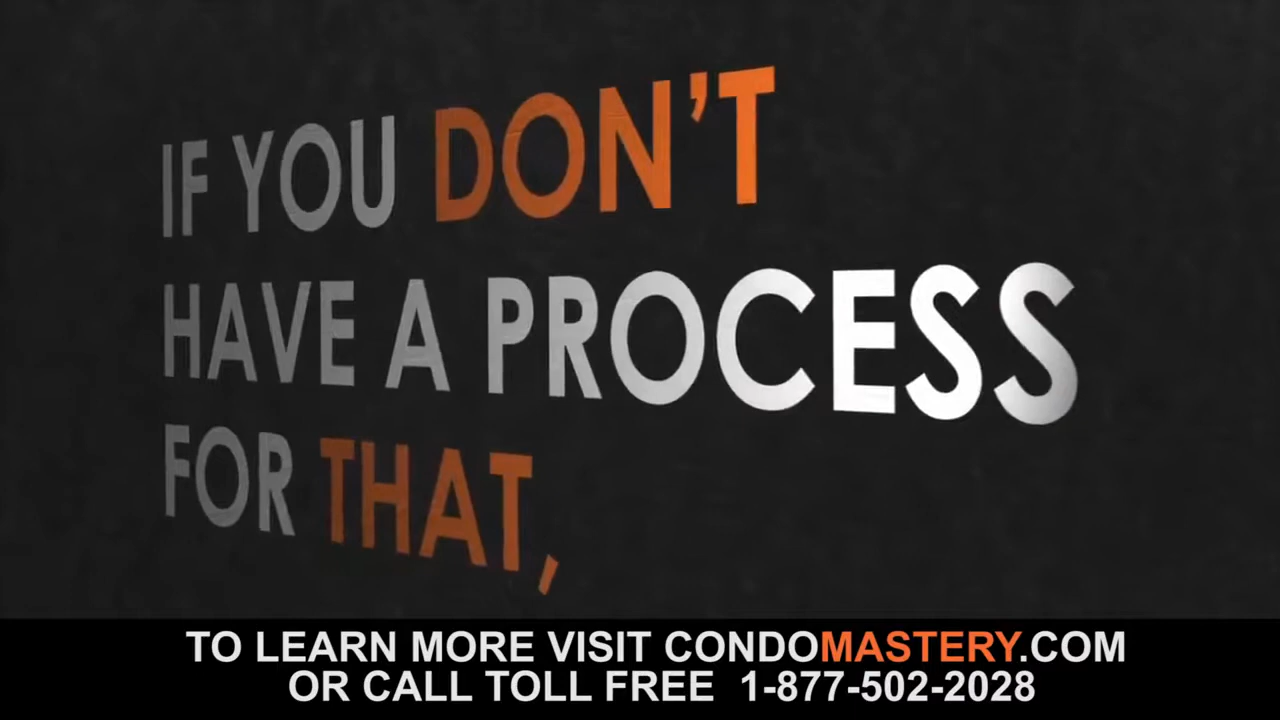 IF YOU DON'T
HAVE A PROCESS
FOR THAT,
TO LEARN MORE VISIT CONDOMASTERY.COM
OR CALL TOLL FREE 1-877-502-2028